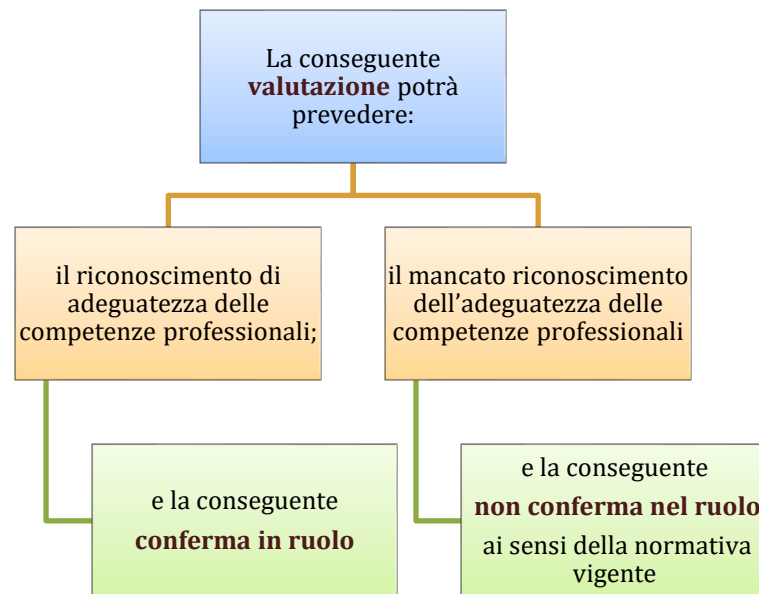 La conseguente
valutazione potrà
prevedere:
il riconoscimento di
adeguatezza delle
competenze professionali;
il mancato riconoscimento
dell’adeguatezza delle
competenze professionali
e la conseguente
conferma in ruolo
e la conseguente
non conferma nel ruolo
ai sensi della normativa
vigente